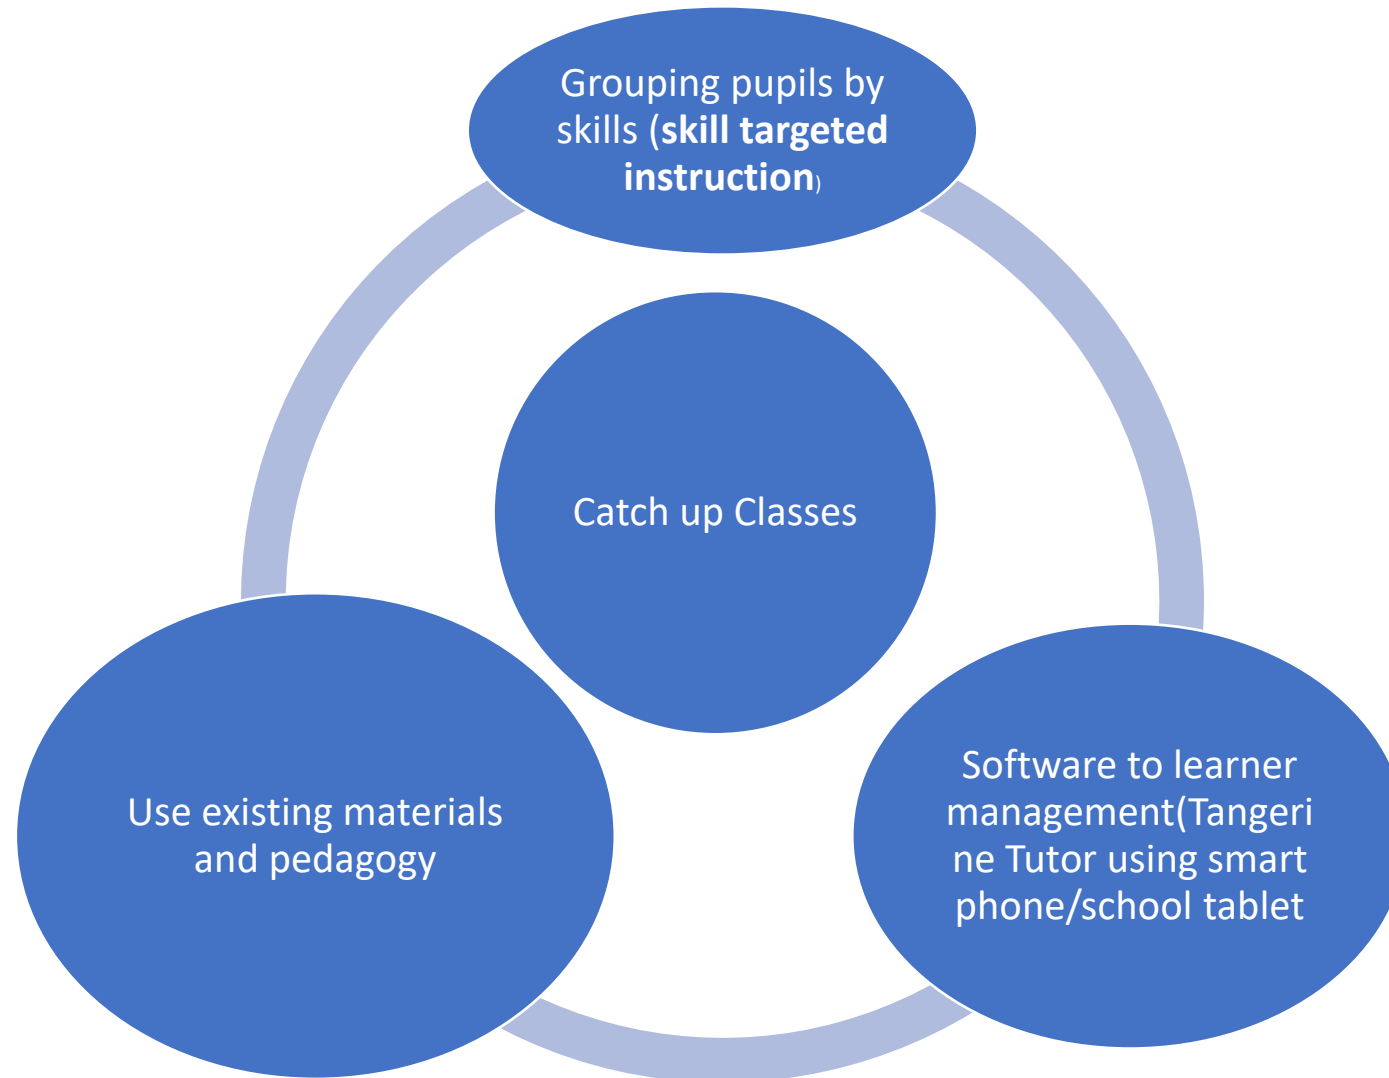 Grouping pupils by
skills (skill targeted
instruction)
Catch up Classes
Use existing materials
and pedagogy
Software to learner
management(Tangeri
ne Tutor using smart
phone/school tablet